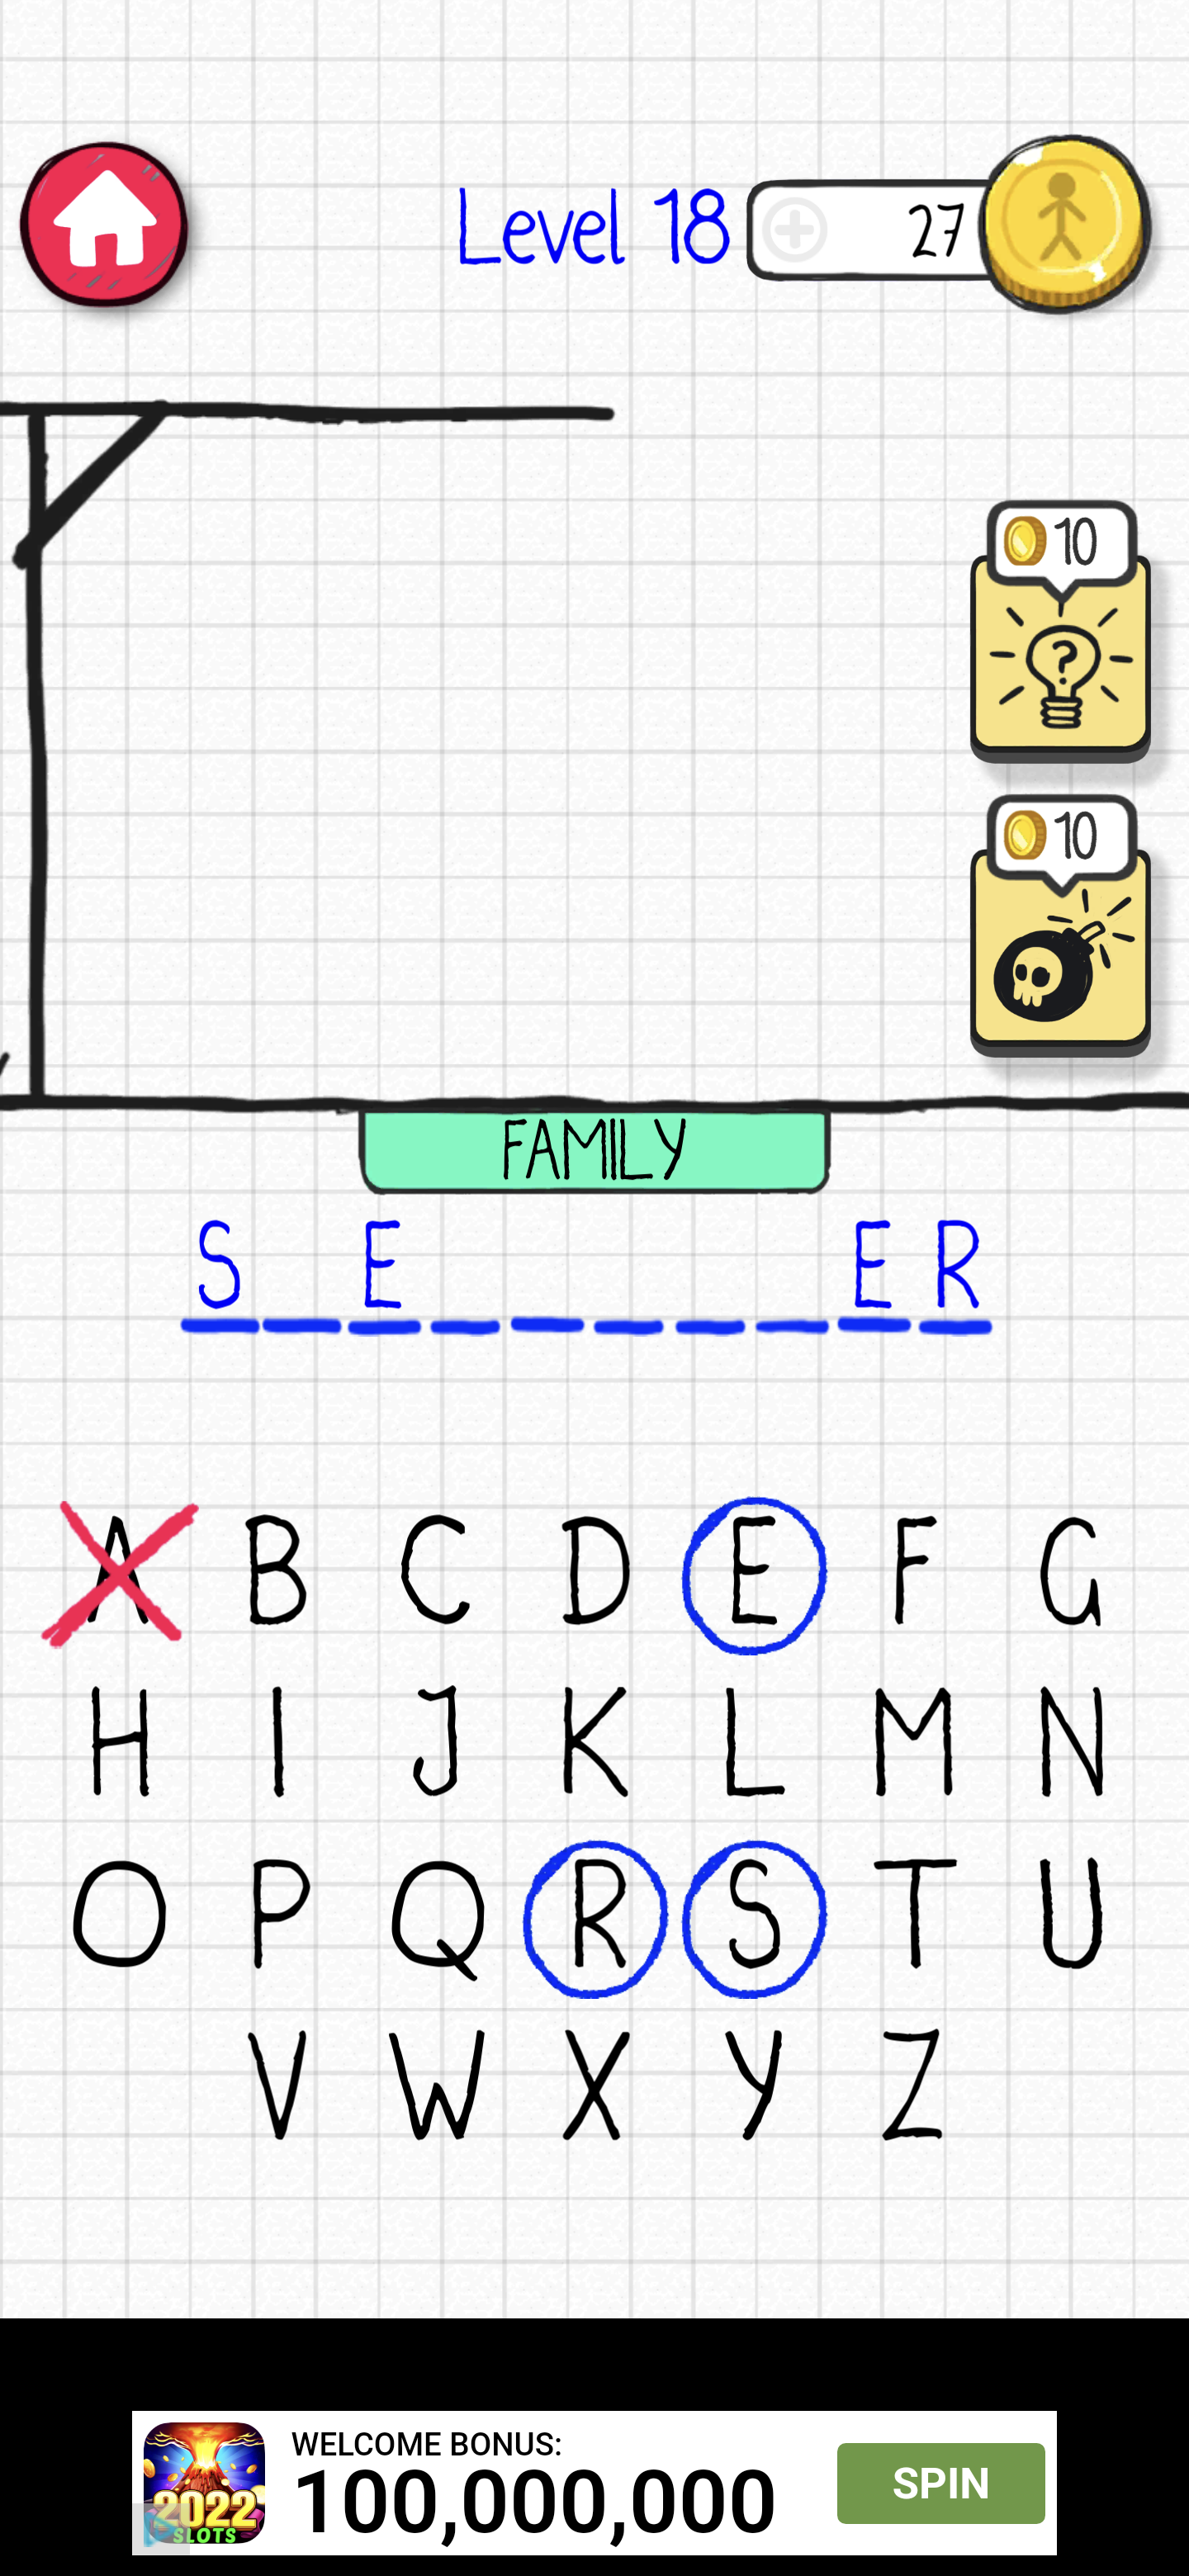 Level 18
27
10
10
FAMILY
S _ E _ _ _ _ _ E R
A B C D E F G
H I J K L M N
O P Q R S T U
V W X Y Z
WELCOME BONUS:
100,000,000
SPIN
2022
SLOTS